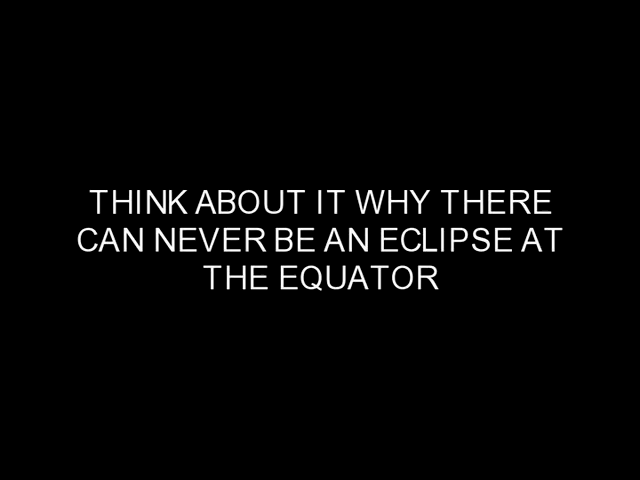 THINK ABOUT IT WHY THERE
CAN NEVER BE AN ECLIPSE AT
THE EQUATOR